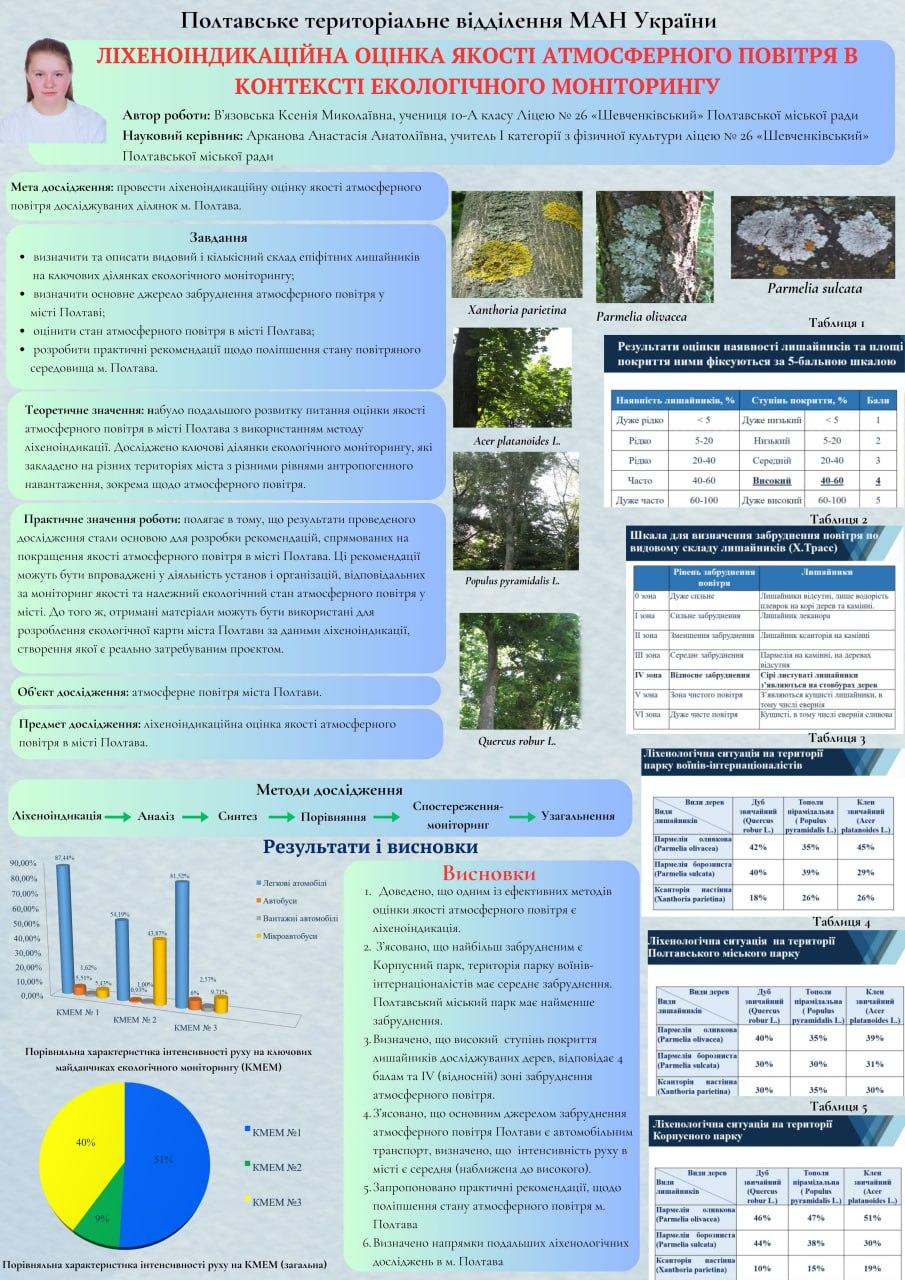 Полтавське територіальне відділення МАН України
ЛІХЕНОІНДИКАЦІЙНА ОЦІНКА ЯКОСТІ АТМОСФЕРНОГО ПОВІТРЯ В
КОНТЕКСТІ ЕКОЛОГІЧНОГО МОНІТОРИНГУ
Автор роботи: В'язовська Ксенія Миколаївна, учениця 10-А класу Ліцею № 26 «Шевченківський» Полтавської міської ради
Науковий керівник: Арканова Анастасія Анатоліївна, учитель І категорії з фізичної культури ліцею № 26 «Шевченківський»
Полтавської міської ради
Мета дослідження: провести ліхеноіндикаційну оцінку якості атмосферного
повітря досліджуваних ділянок м. Полтава.
Завдання
• визначити та описати видовий і кількісний склад епіфітних лишайників
на ключових ділянках екологічного моніторингу;
• визначити основне джерело забруднення атмосферного повітря у
місті Полтаві;
• оцінити стан атмосферного повітря в місті Полтава;
• розробити практичні рекомендації щодо поліпшення стану повітряного
середовища м. Полтава.
Теоретичне значення: набуло подальшого розвитку питання оцінки якості
атмосферного повітря в місті Полтава з використанням методу
ліхеноіндикації. Досліджено ключові ділянки екологічного моніторингу, які
закладено на різних територіях міста з різними рівнями антропогенного
навантаження, зокрема щодо атмосферного повітря.
Практичне значення роботи: полягає в тому, що результати проведеного
дослідження стали основою для розробки рекомендацій, спрямованих на
покращення якості атмосферного повітря в місті Полтава. Ці рекомендації
можуть бути впроваджені у діяльність установ і організацій, відповідальних
за моніторинг якості та належний екологічний стан атмосферного повітря у
місті. До того ж, отримані матеріали можуть бути використані для
розроблення екологічної карти міста Полтави за даними ліхеноіндикації,
створення якої є реально затребуваним проєктом.
Об'єкт дослідження: атмосферне повітря міста Полтави.
Предмет дослідження: ліхеноіндикаційна оцінка якості атмосферного
повітря в місті Полтава.
Xanthoria parietina
Parmelia olivacea
Parmelia sulcata
Acer platanoides L.
Populus pyramidalis L.
Quercus robur L.
Таблиця 1
Результати оцінки наявності лишайників та площі
покриття ними фіксуються за 5-бальною шкалою
Наявність лишайників, % Ступінь покриття, % Бали
Дуже рідко < 5 Дуже низький < 5 1
Рідко 5-20 Низький 5-20 2
Рідко 20-40 Середній 20-40 3
Часто 40-60 Високий 40-60 4
Дуже часто 60-100 Дуже високий 60-100 5
Таблиця 2
Шкала для визначення забруднення повітря по
видовому складу лишайників (Х.Трасс)
Рівень забруднення
повітря Лишайники
0 зона Дуже сильне Лишайники відсутні, лише водорість
плеврок на корі дерев та камінні.
I зона Сильне забруднення Лишайник леканора
II зона Зменшення забруднення Лишайник ксанторія на камінні
III зона Середнє забруднення Пармелія на камінні, на деревах
відсутня
IV зона Відносне забруднення Сірі листуваті лишайники
з'являються на стовбурах дерев
V зона Зона чистого повітря З'являються кущисті лишайники, в
тому числі евернія
VI зона Дуже чисте повітря Кущисті, в тому числі евернія сливова
Таблиця 3
Ліхенологічна ситуація на території
парку воїнів-інтернаціоналістів
Види дерев
Види
лишайників
Дуб
звичайний
(Quercus
robur L.)
Тополя
пірамідальна
( Populus
pyramidalis L.)
Клен
звичайний
(Acer
platanoides L.)
Пармелія оливкова
(Parmelia olivacea) 42% 35% 45%
Пармелія борозниста
(Parmelia sulcata) 40% 39% 29%
Ксанторія настінна
(Xanthoria parietina) 18% 26% 26%
Таблиця 4
Ліхенологічна ситуація на території
Полтавського міського парку
Види дерев
Види
лишайників
Дуб
звичайний
(Quercus
robur L.)
Тополя
пірамідальна
( Populus
pyramidalis L.)
Клен
звичайний
(Acer
platanoides L.)
Пармелія оливкова
(Parmelia olivacea) 40% 35% 39%
Пармелія борозниста
(Parmelia sulcata) 30% 30% 31%
Ксанторія настінна
(Xanthoria parietina) 30% 35% 30%
Таблиця 5
Ліхенологічна ситуація на території
Корпусного парку
Види дерев
Види
лишайників
Дуб
звичайний
(Quercus
robur L.)
Тополя
пірамідальна
( Populus
pyramidalis L.)
Клен
звичайний
(Acer
platanoides L.)
Пармелія оливкова
(Parmelia olivacea) 46% 47% 51%
Пармелія борозниста
(Parmelia sulcata) 44% 38% 30%
Ксанторія настінна
(Xanthoria parietina) 10% 15% 19%
Методи дослідження
Ліхеноіндикація Аналіз Синтез Порівняння Спостереження-
моніторинг Узагальнення
Результати і висновки
90,00%
80,00%
70,00%
60,00%
50,00%
40,00%
30,00%
20,00%
10,00%
0,00%
87,44%
5,51%
1,62%
5,43%
54,19%
0,93%
1,00%
43,87%
81,52%
6%
2,57%
9,71%
КМЕМ № 1
КМЕМ № 2
КМЕМ № 3
Легкові атомобілі
Автобуси
Вантажні автомобілі
Мікроавтобуси
Порівняльна характеристика інтенсивності руху на ключових
майданчиках екологічного моніторингу (КМЕМ)
40%
51%
9%
КМЕМ №1
КМЕМ №2
КМЕМ №3
Порівняльна характеристика інтенсивності руху на КМЕМ (загальна)
Висновки
1. Доведено, що одним із ефективних методів
оцінки якості атмосферного повітря є
ліхеноіндикація.
2. З'ясовано, що найбільш забрудненим є
Корпусний парк, територія парку воїнів-
інтернаціоналістів має середнє забруднення.
Полтавський міський парк має найменше
забруднення.
3. Визначено, що високий ступінь покриття
лишайників досліджуваних дерев, відповідає 4
балам та IV (відносній) зоні забруднення
атмосферного повітря.
4. З'ясовано, що основним джерелом забруднення
атмосферного повітря Полтави є автомобільний
транспорт, визначено, що інтенсивність руху в
місті є середня (наближена до високого).
5. Запропоновано практичні рекомендації, щодо
поліпшення стану атмосферного повітря м.
Полтава
6. Визначено напрямки подальших ліхенологічних
досліджень в м. Полтава